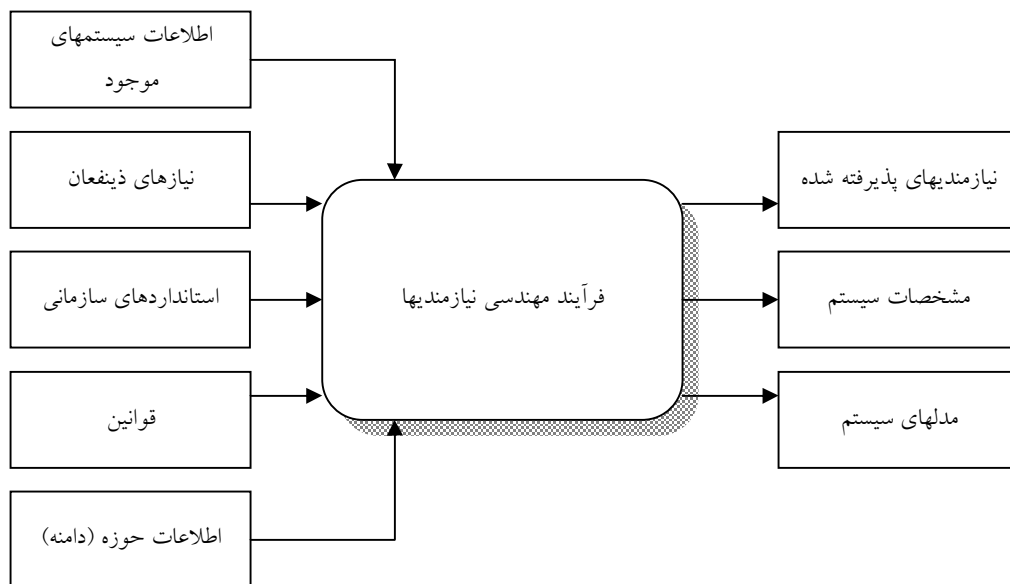 اطلاعات سیستمهای
موجود
نیازهای ذینفعان
استانداردهای سازمانی
قوانین
اطلاعات حوزه (دامنه)
فرآیند مهندسی نیازمندیها
نیازمندیهای پذیرفته شده
مشخصات سیستم
مدلهای سیستم